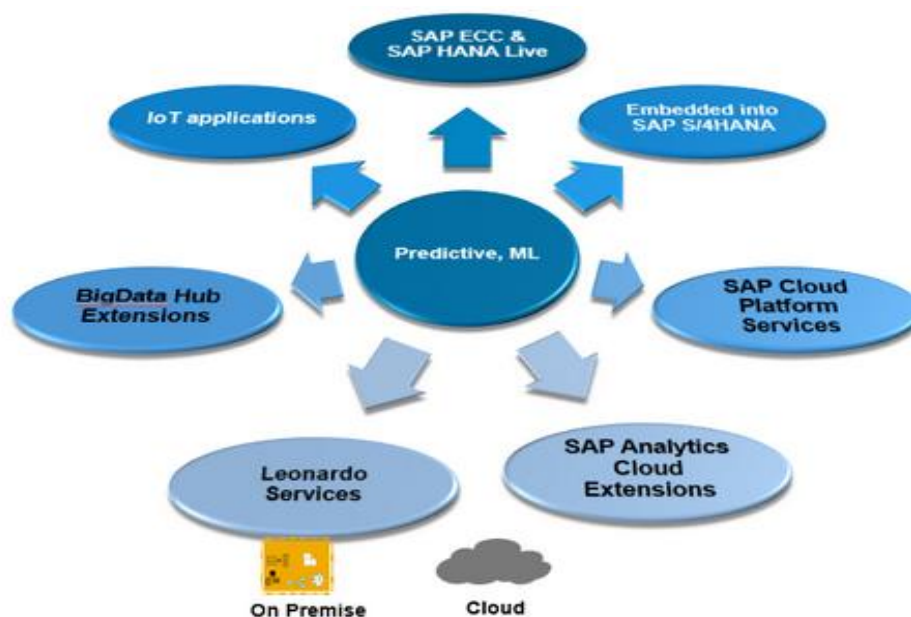 SAP ECC &
SAP HANA Live
IoT applications
Embedded into
SAP S/4HANA
Predictive, ML
BigData Hub
Extensions
SAP Cloud
Platform
Services
Leonardo
Services
SAP Analytics
Cloud
Extensions
On Premise
Cloud